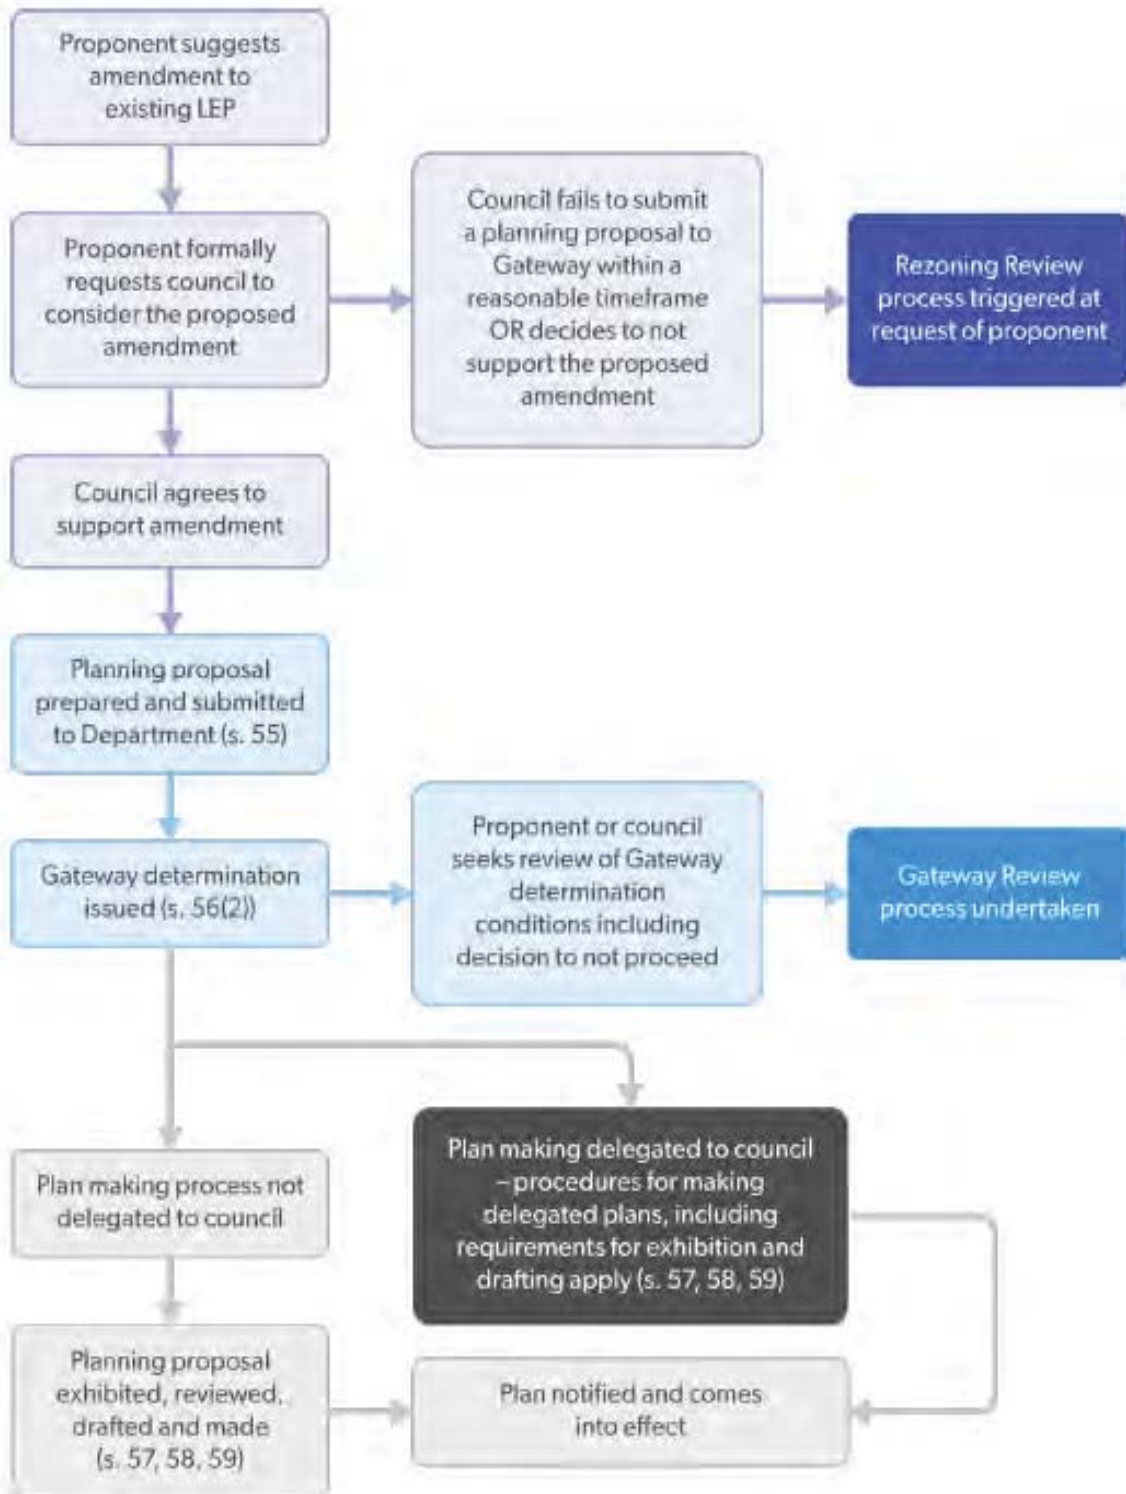 Proponent suggests
amendment to
existing LEP
Proponent formally
requests council to
consider the proposed
amendment
Council fails to submit
a planning proposal to
Gateway within a
reasonable timeframe
OR decides to not
support the proposed
amendment
Rezoning Review
process triggered at
request of proponent
Council agrees to
support amendment
Planning proposal
prepared and submitted
to Department (s. 55)
Gateway determination
issued (s. 56(2))
Proponent or council
seeks review of Gateway
determination
conditions including
decision to not proceed
Gateway Review
process undertaken
Plan making process not
delegated to council
Plan making delegated to council
– procedures for making
delegated plans, including
requirements for exhibition and
drafting apply (s. 57, 58, 59)
Planning proposal
exhibited, reviewed,
drafted and made
(s. 57, 58, 59)
Plan notified and comes
into effect